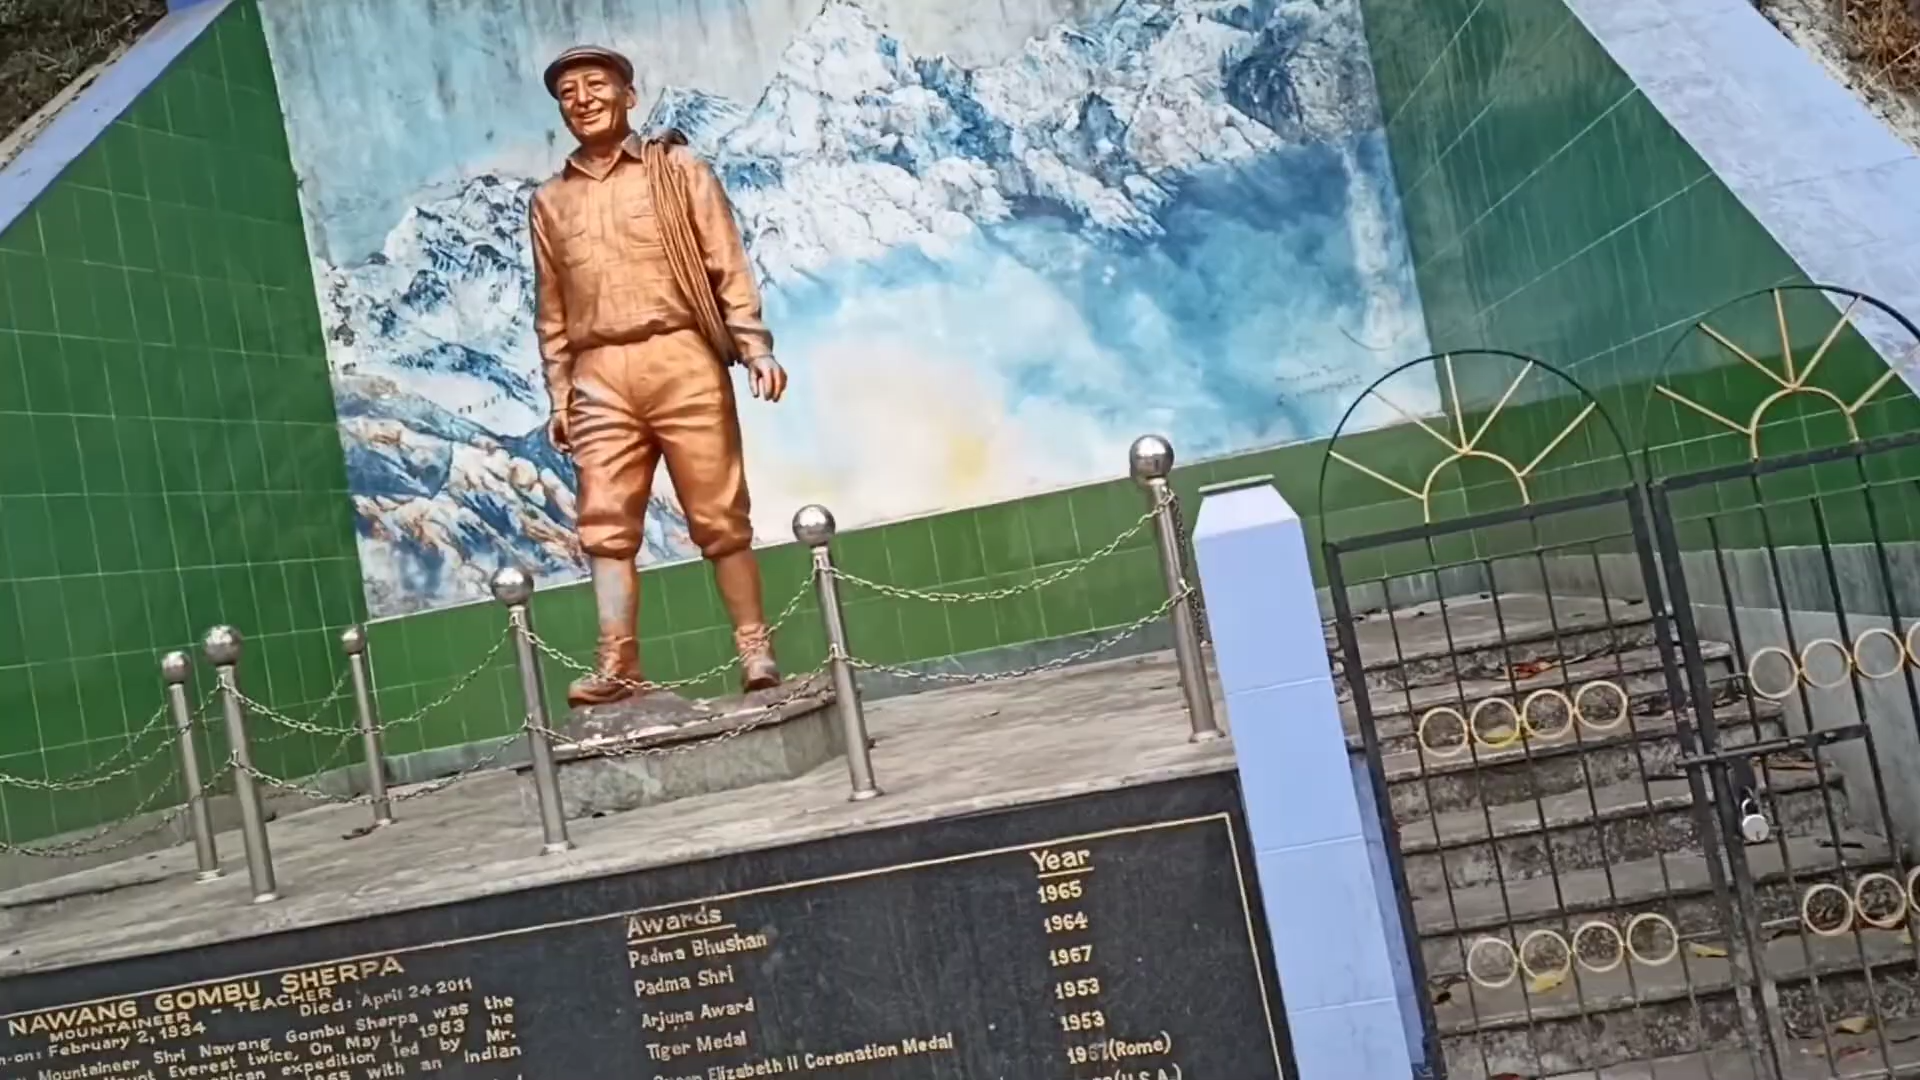 NAWANG GOMBU SHERPA
MOUNTAINEER - TEACHER
on: February 2, 1934 Died: April 24 2011
Mountaineer Shri Nawang Gombu Sherpa was the
Mount Everest twice, On May 1, 1963 he
expedition led by Mr.
1965 with an Indian
Awards Year
Padma Bhushan 1965
Padma Shri 1964
Arjuna Award 1967
Tiger Medal 1953
Queen Elizabeth II Coronation Medal 1953
(Rome)
(U.S.A.)